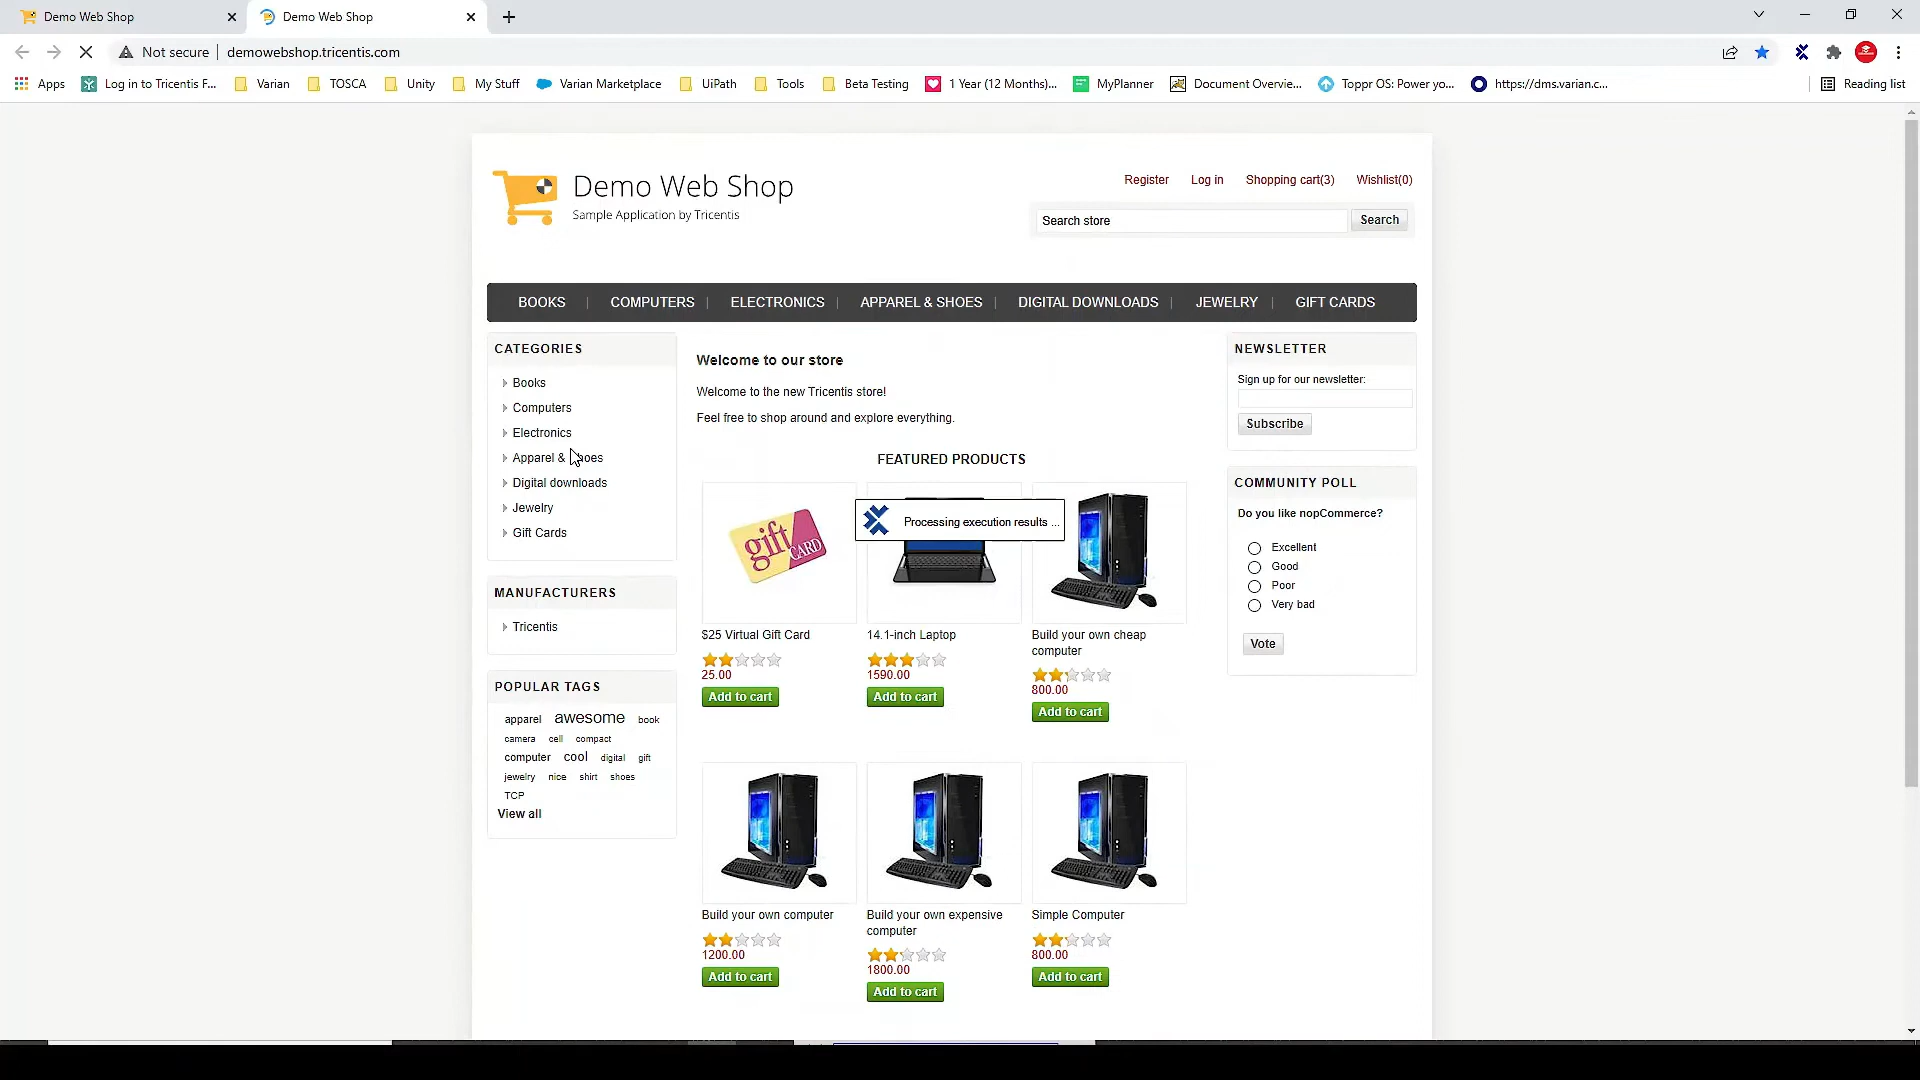 Demo Web Shop
Demo Web Shop
Not secure
demowebshop.tricentis.com
Apps
Log in to Tricentis F...
Varian
TOSCA
Unity
My Stuff
Varian Marketplace
UiPath
Tools
Beta Testing
1 Year (12 Months)...
MyPlanner
Document Overvie...
Toppr OS: Power yo...
https://dms.varian.c...
Reading list
Demo Web Shop
Sample Application by Tricentis
Register
Log in
Shopping cart(3)
Wishlist(0)
Search store
Search
BOOKS | COMPUTERS | ELECTRONICS | APPAREL & SHOES | DIGITAL DOWNLOADS | JEWELRY | GIFT CARDS
CATEGORIES
Books
Computers
Electronics
Apparel & oes
Digital downloads
Jewelry
Gift Cards
MANUFACTURERS
Tricentis
POPULAR TAGS
apparel awesome book
camera cell compact
computer cool digital gift
jewelry nice shirt shoes
TCP
View all
Welcome to our store
Welcome to the new Tricentis store!
Feel free to shop around and explore everything.
FEATURED PRODUCTS
gift
CARD
Processing execution results ...
$25 Virtual Gift Card
25.00
Add to cart
14.1-inch Laptop
1590.00
Add to cart
Build your own cheap
computer
800.00
Add to cart
Build your own computer
1200.00
Add to cart
Build your own expensive
computer
1800.00
Add to cart
Simple Computer
800.00
Add to cart
NEWSLETTER
Sign up for our newsletter:
Subscribe
COMMUNITY POLL
Do you like nopCommerce?
Excellent
Good
Poor
Very bad
Vote